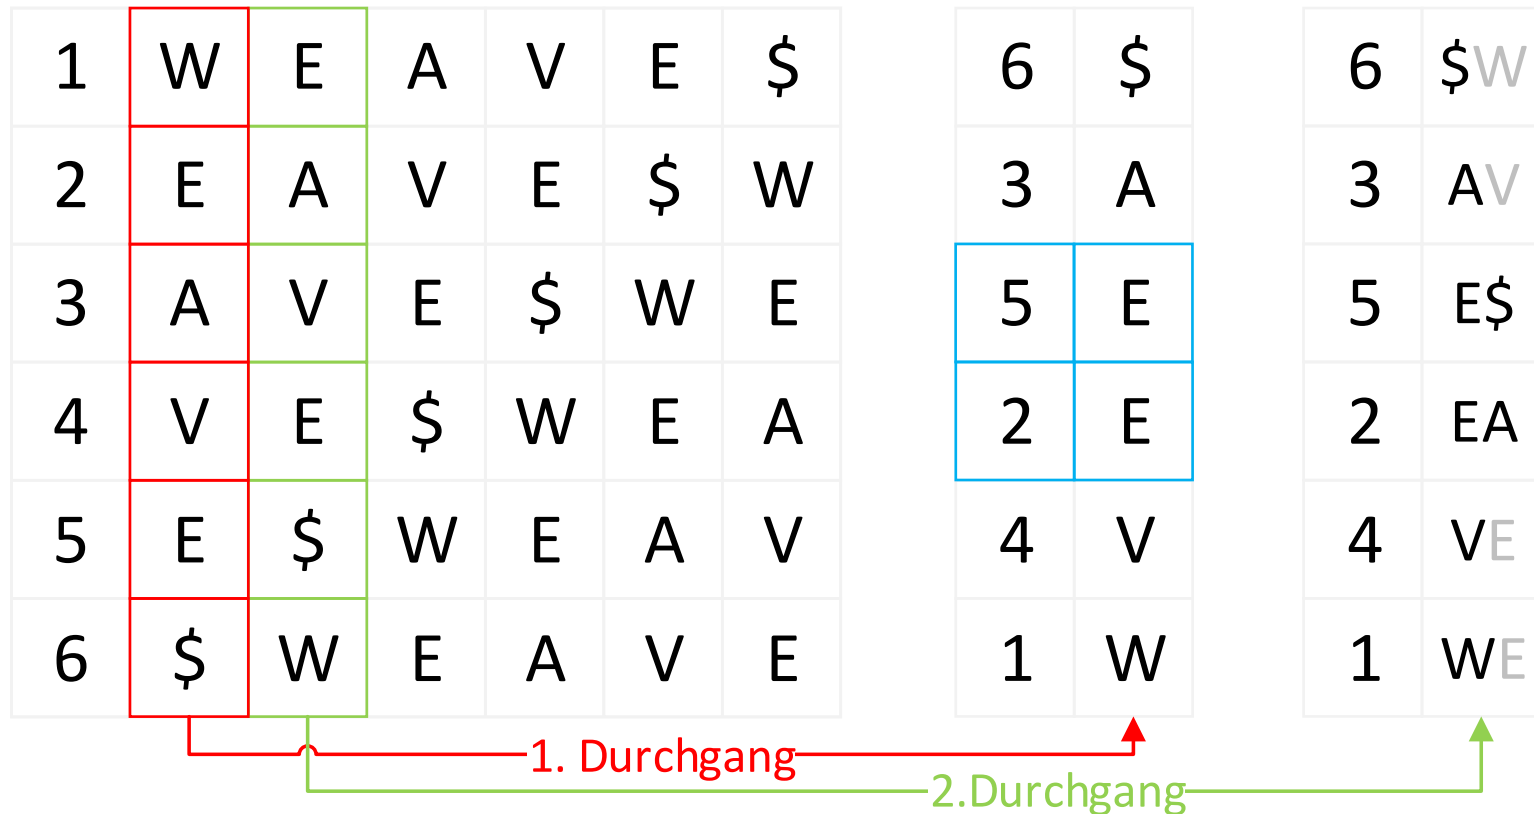 1 W E A V E $ 6 $ 6 $W
2 E A V E $ W 3 A 3 AV
3 A V E $ W E 5 E 5 E$
4 V E $ W E A 2 E 2 EA
5 E $ W E A V 4 V 4 VE
6 $ W E A V E 1 W 1 WE
1. Durchgang
2.Durchgang